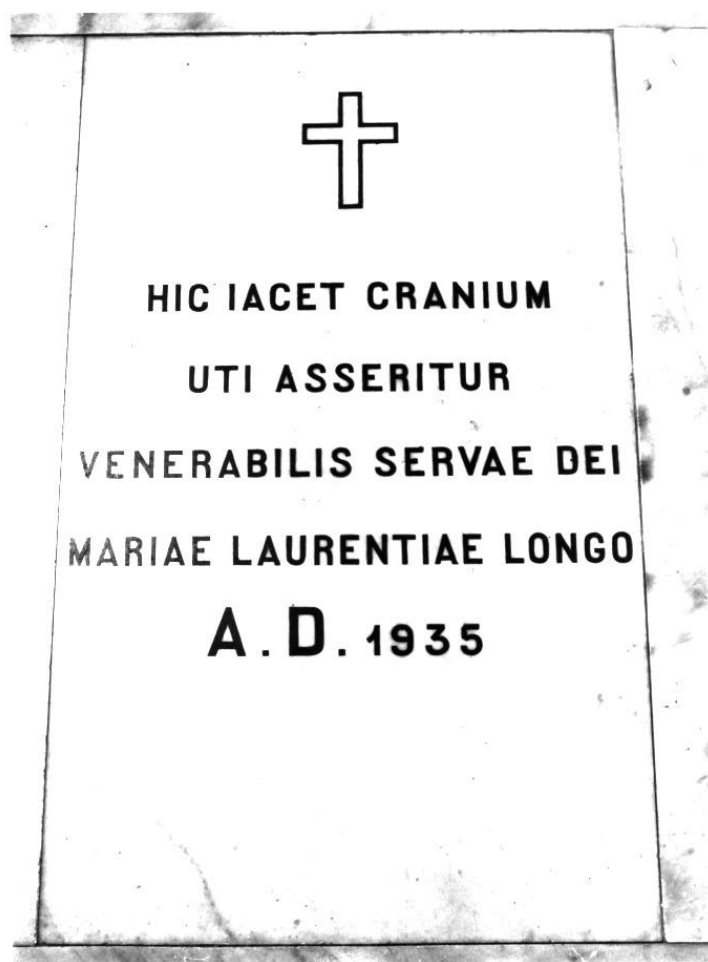 HIC IACET CRANIUM
UTI ASSERITUR
VENERABILIS SERVAE DEI
MARIAE LAURENTIAE LONGO
A.D. 1935